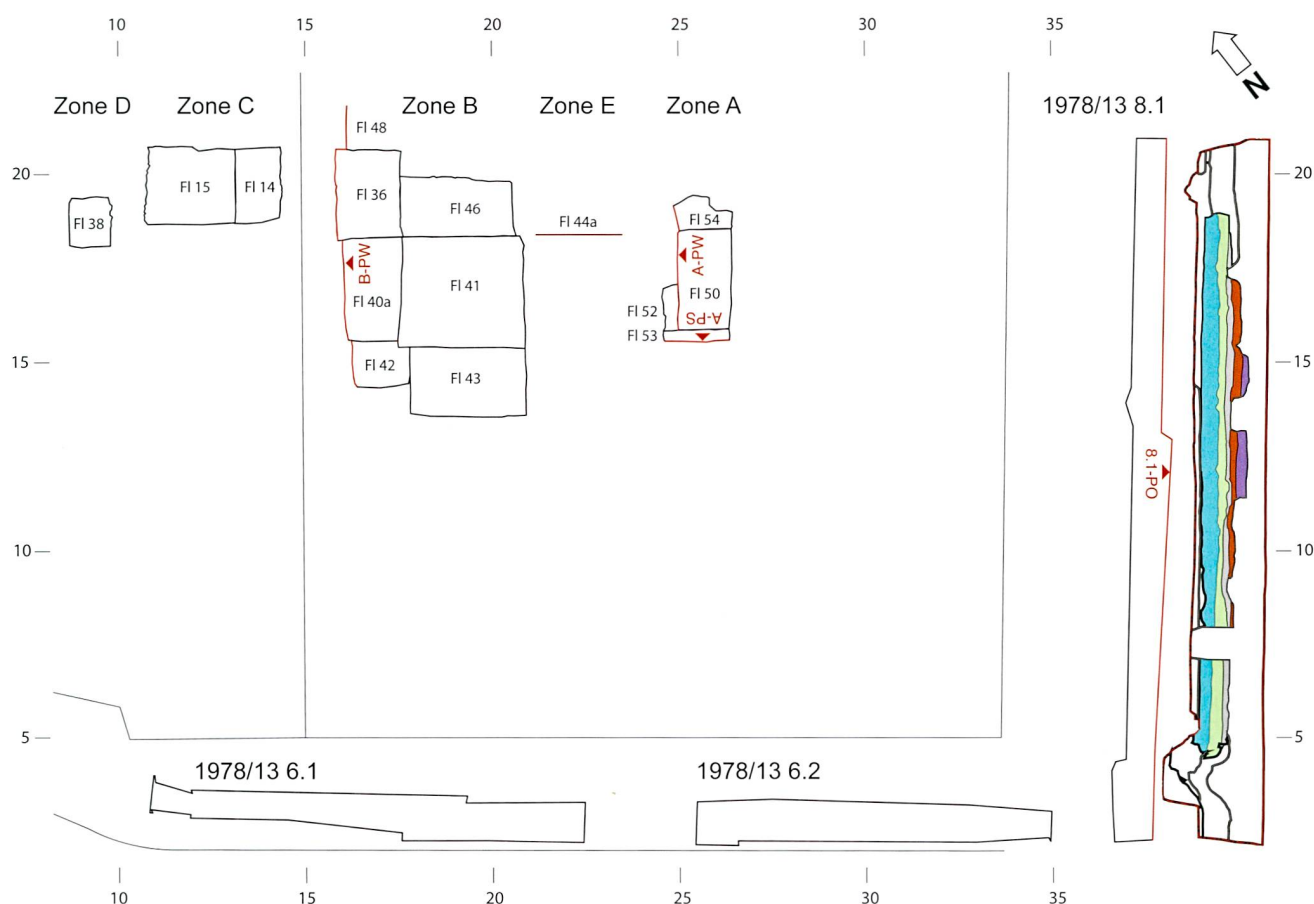 10 15 20 25 30 35
N
Zone D Zone C Zone B Zone E Zone A 1978/13 8.1
Fl 48
20 20
Fl 15 Fl 14 Fl 36
Fl 46
Fl 38 Fl 44a Fl 54
B-PW A-PW
Fl 40a Fl 41 Fl 50
Fl 52
A-PS
Fl 53
15 15
Fl 42 Fl 43
8.1-PO
10 10
5 5
1978/13 6.1 1978/13 6.2
10 15 20 25 30 35